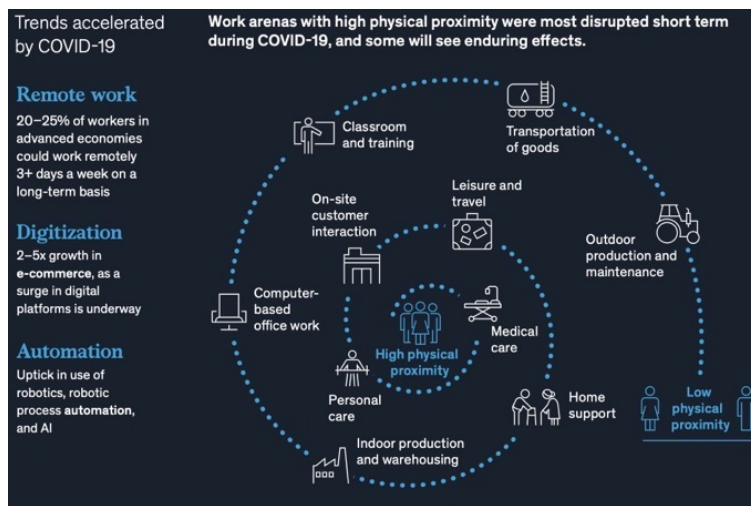 Trends accelerated
by COVID-19
Work arenas with high physical proximity were most disrupted short term
during COVID-19, and some will see enduring effects.
Remote work
20–25% of workers in
advanced economies
could work remotely
3+ days a week on a
long-term basis
Digitization
2–5x growth in
e-commerce, as a
surge in digital
platforms is underway
Automation
Uptick in use of
robotics, robotic
process automation,
and AI
Classroom
and training
Transportation
of goods
On-site
customer
interaction
Leisure and
travel
Outdoor
production and
maintenance
Computer-
based
office work
High physical
proximity
Medical
care
Personal
care
Home
support
Low
physical
proximity
Indoor production
and warehousing